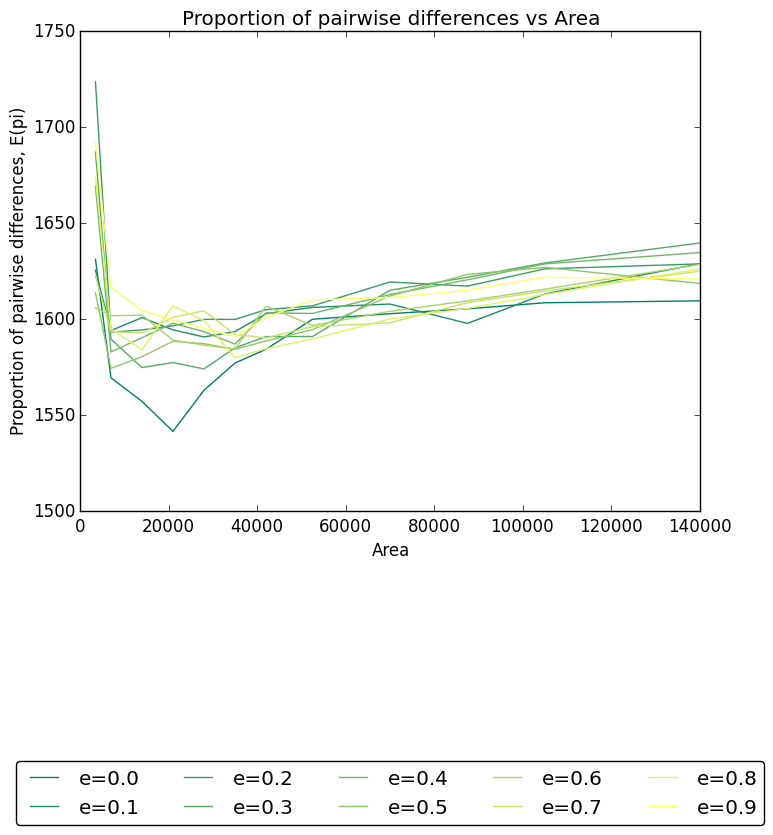 Proportion of pairwise differences vs Area
Proportion of pairwise differences, E(pi)
1750
1700
1650
1600
1550
1500
0 20000 40000 60000 80000 100000 120000 140000
Area
e=0.0 e=0.2 e=0.4 e=0.6 e=0.8
e=0.1 e=0.3 e=0.5 e=0.7 e=0.9